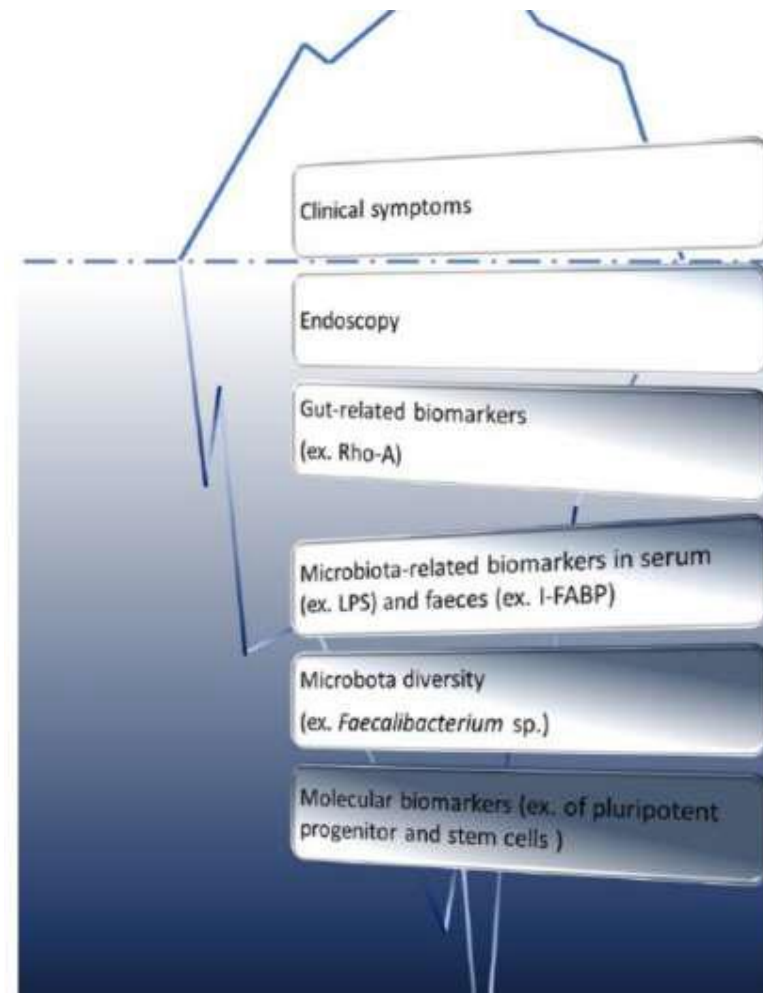 Clinical symptoms
Endoscopy
Gut-related biomarkers
(ex. Rho-A)
Microbiota-related biomarkers in serum
(ex. LPS) and faeces (ex. I-FABP)
Microbota diversity
(ex. Faecalibacterium sp.)
Molecular biomarkers (ex. of pluripotent
progenitor and stem cells )